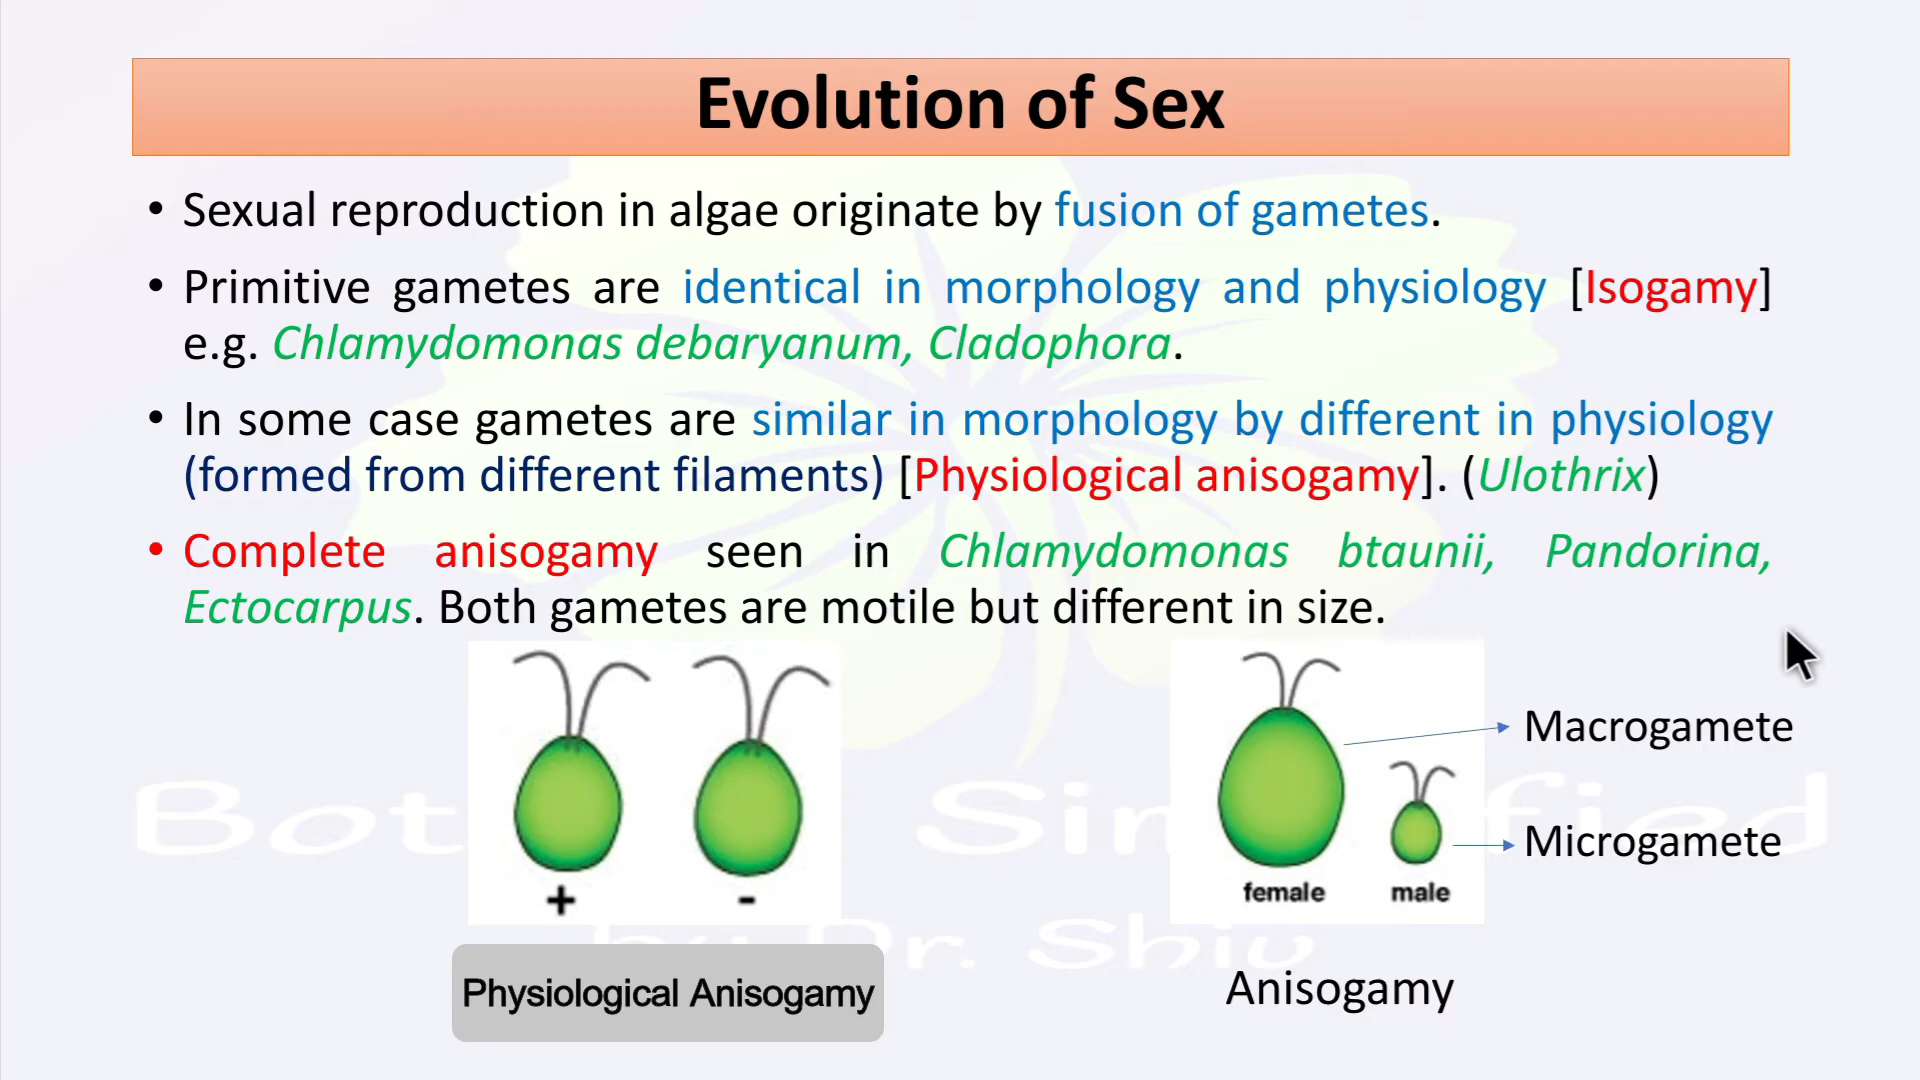 Evolution of Sex
• Sexual reproduction in algae originate by fusion of gametes.
• Primitive gametes are identical in morphology and physiology [Isogamy]
e.g. Chlamydomonas debaryanum, Cladophora.
• In some case gametes are similar in morphology by different in physiology
(formed from different filaments) [Physiological anisogamy]. (Ulothrix)
• Complete anisogamy seen in Chlamydomonas btaunii, Pandorina,
Ectocarpus. Both gametes are motile but different in size.
Macrogamete
Microgamete
+ -
female male
by Dr. Shiv
Physiological Anisogamy
Anisogamy